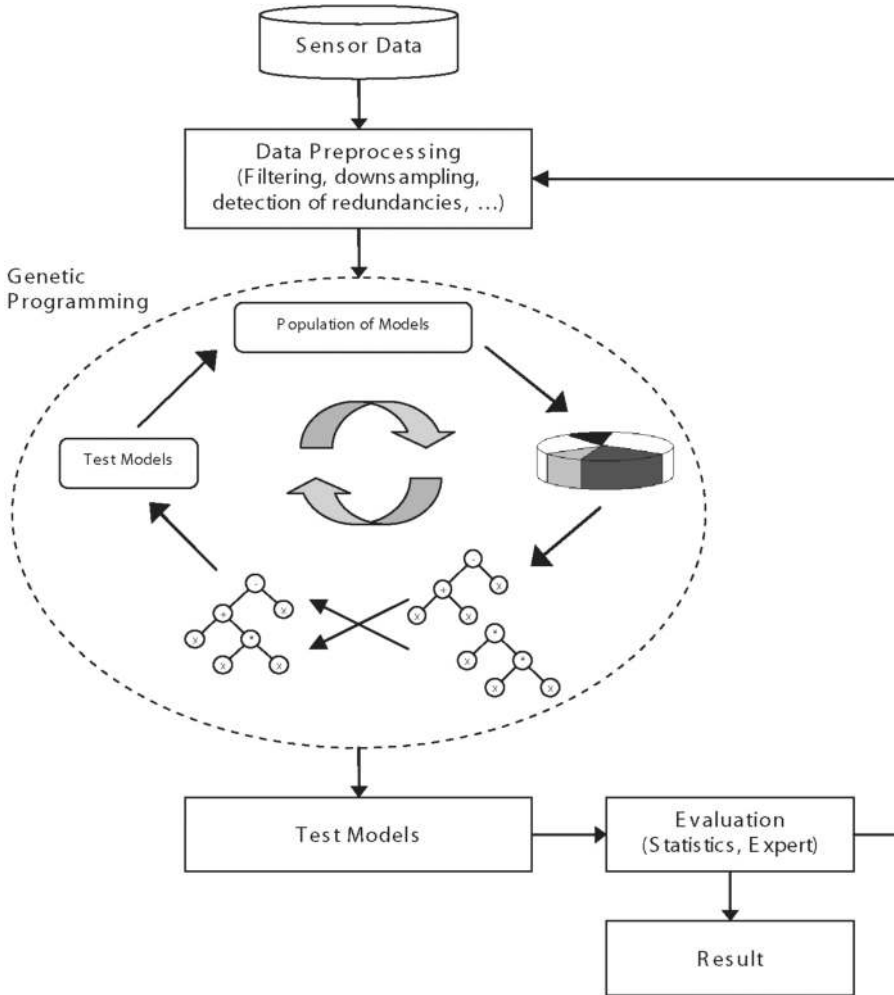 Sensor Data
Data Preprocessing
(Filtering, downsampling,
detection of redundancies, ...)
Genetic
Programming
Population of Models
Test Models
-
+
x
x
*
x
x
-
+
x
x
x
*
x
*
x
x
Test Models
Evaluation
(Statistics, Expert)
Result